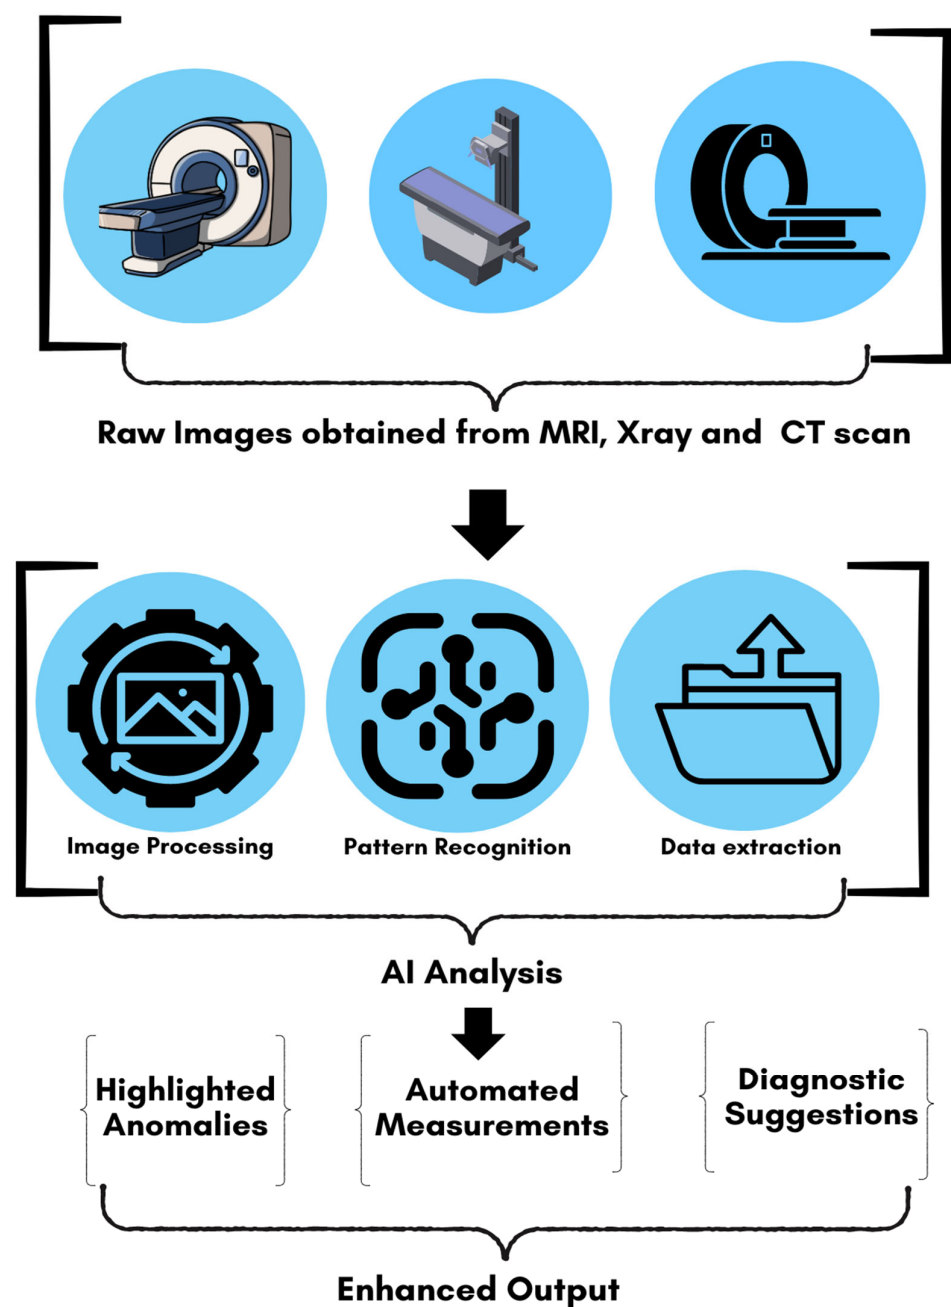 Raw Images obtained from MRI, Xray and CT scan
Image Processing
Pattern Recognition
Data extraction
AI Analysis
Highlighted
Anomalies
Automated
Measurements
Diagnostic
Suggestions
Enhanced Output